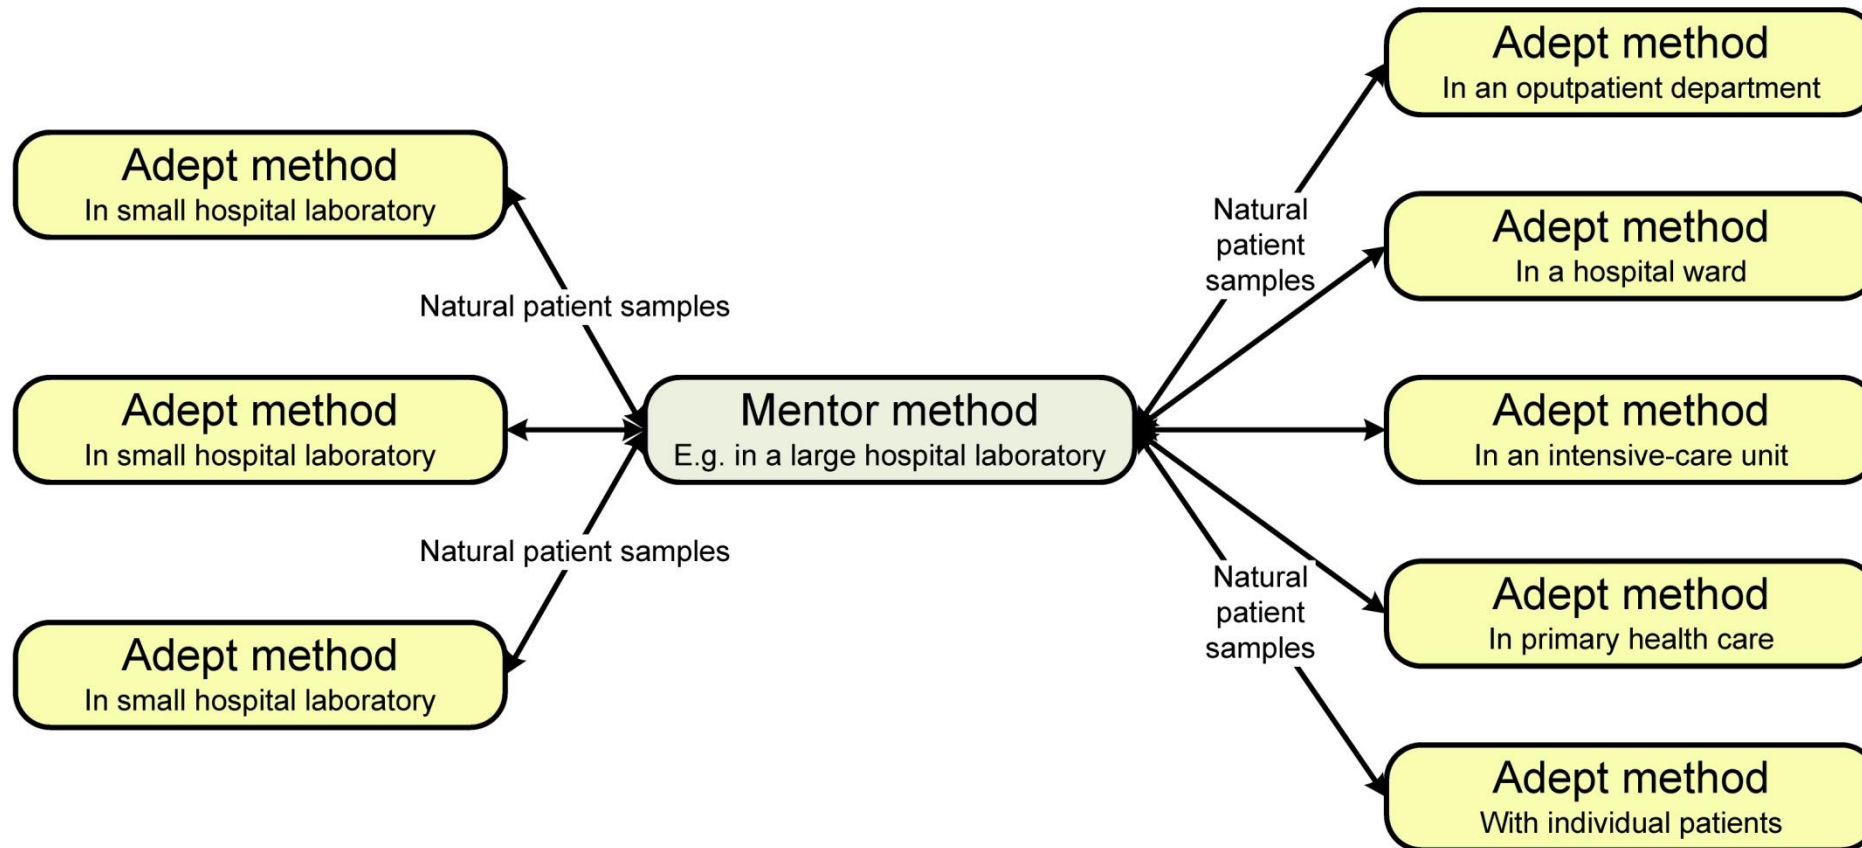 Adept method
In small hospital laboratory
Natural patient samples
Adept method
In small hospital laboratory
Natural patient samples
Adept method
In small hospital laboratory
Mentor method
E.g. in a large hospital laboratory
Natural
patient
samples
Natural
patient
samples
Adept method
In an oputpatient department
Adept method
In a hospital ward
Adept method
In an intensive-care unit
Adept method
In primary health care
Adept method
With individual patients